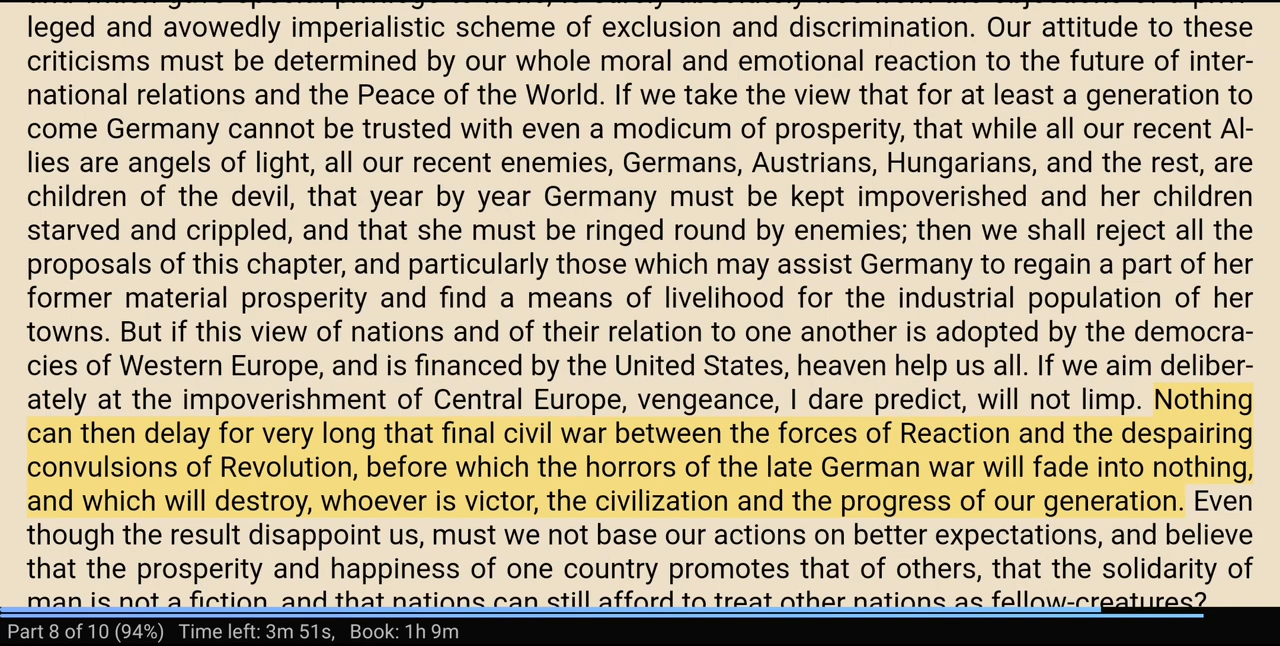 leged and avowedly imperialistic scheme of exclusion and discrimination. Our attitude to these
criticisms must be determined by our whole moral and emotional reaction to the future of inter-
national relations and the Peace of the World. If we take the view that for at least a generation to
come Germany cannot be trusted with even a modicum of prosperity, that while all our recent Al-
lies are angels of light, all our recent enemies, Germans, Austrians, Hungarians, and the rest, are
children of the devil, that year by year Germany must be kept impoverished and her children
starved and crippled, and that she must be ringed round by enemies; then we shall reject all the
proposals of this chapter, and particularly those which may assist Germany to regain a part of her
former material prosperity and find a means of livelihood for the industrial population of her
towns. But if this view of nations and of their relation to one another is adopted by the democra-
cies of Western Europe, and is financed by the United States, heaven help us all. If we aim deliber-
ately at the impoverishment of Central Europe, vengeance, I dare predict, will not limp. Nothing
can then delay for very long that final civil war between the forces of Reaction and the despairing
convulsions of Revolution, before which the horrors of the late German war will fade into nothing,
and which will destroy, whoever is victor, the civilization and the progress of our generation. Even
though the result disappoint us, must we not base our actions on better expectations, and believe
that the prosperity and happiness of one country promotes that of others, that the solidarity of
man is not a fiction, and that nations can still afford to treat other nations as fellow-creatures?
Part 8 of 10 (94%) Time left: 3m 51s, Book: 1h 9m